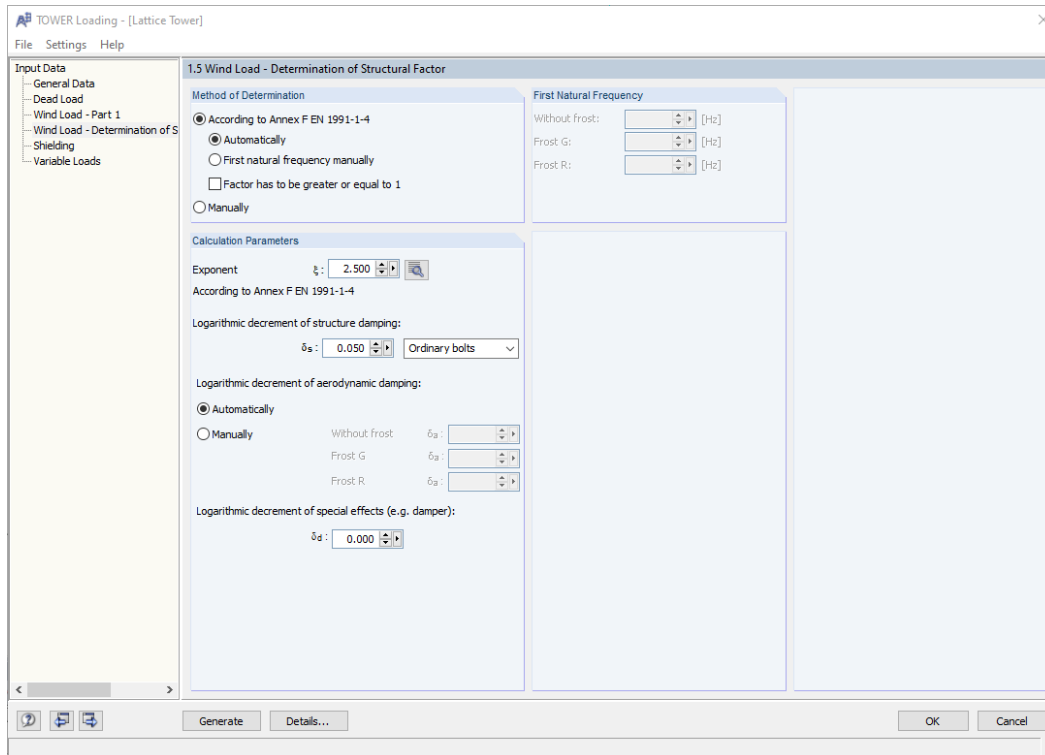 TOWER Loading - [Lattice Tower]
File Settings Help
Input Data
General Data
Dead Load
Wind Load - Part 1
Wind Load - Determination of S
Shielding
Variable Loads
1.5 Wind Load - Determination of Structural Factor
Method of Determination
According to Annex F EN 1991-1-4
Automatically
First natural frequency manually
Factor has to be greater or equal to 1
Manually
First Natural Frequency
Without frost: [Hz]
Frost G: [Hz]
Frost R: [Hz]
Calculation Parameters
Exponent ξ: 2.500
According to Annex F EN 1991-1-4
Logarithmic decrement of structure damping:
δs: 0.050 Ordinary bolts
Logarithmic decrement of aerodynamic damping:
Automatically
Manually Without frost δa:
Frost G δa:
Frost R δa:
Logarithmic decrement of special effects (e.g. damper):
δd: 0.000
Generate Details... OK Cancel